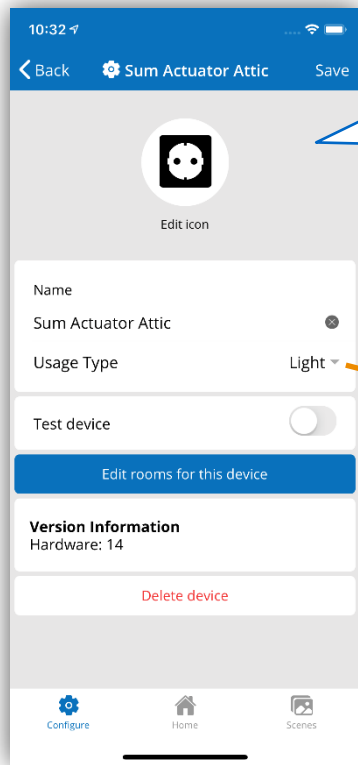 10:32
Back
Sum Actuator Attic
Save
Edit icon
Name
Sum Actuator Attic
Usage Type
Light
Test device
Edit rooms for this device
Version Information
Hardware: 14
Delete device
Configure
Home
Scenes